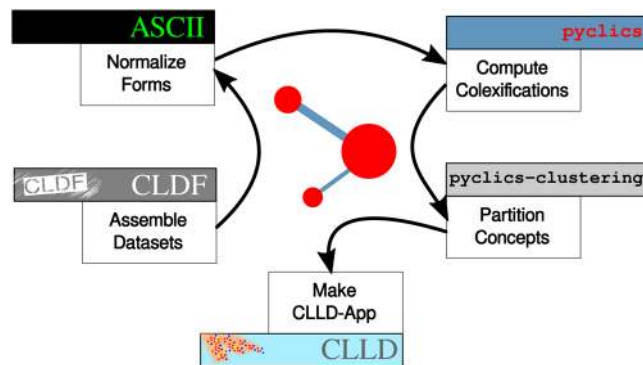 ASCII
Normalize
Forms
pyclics
Compute
Colexifications
CLDF CLDF
Assemble
Datasets
pyclics-clustering
Partition
Concepts
Make
CLLD-App
CLLD